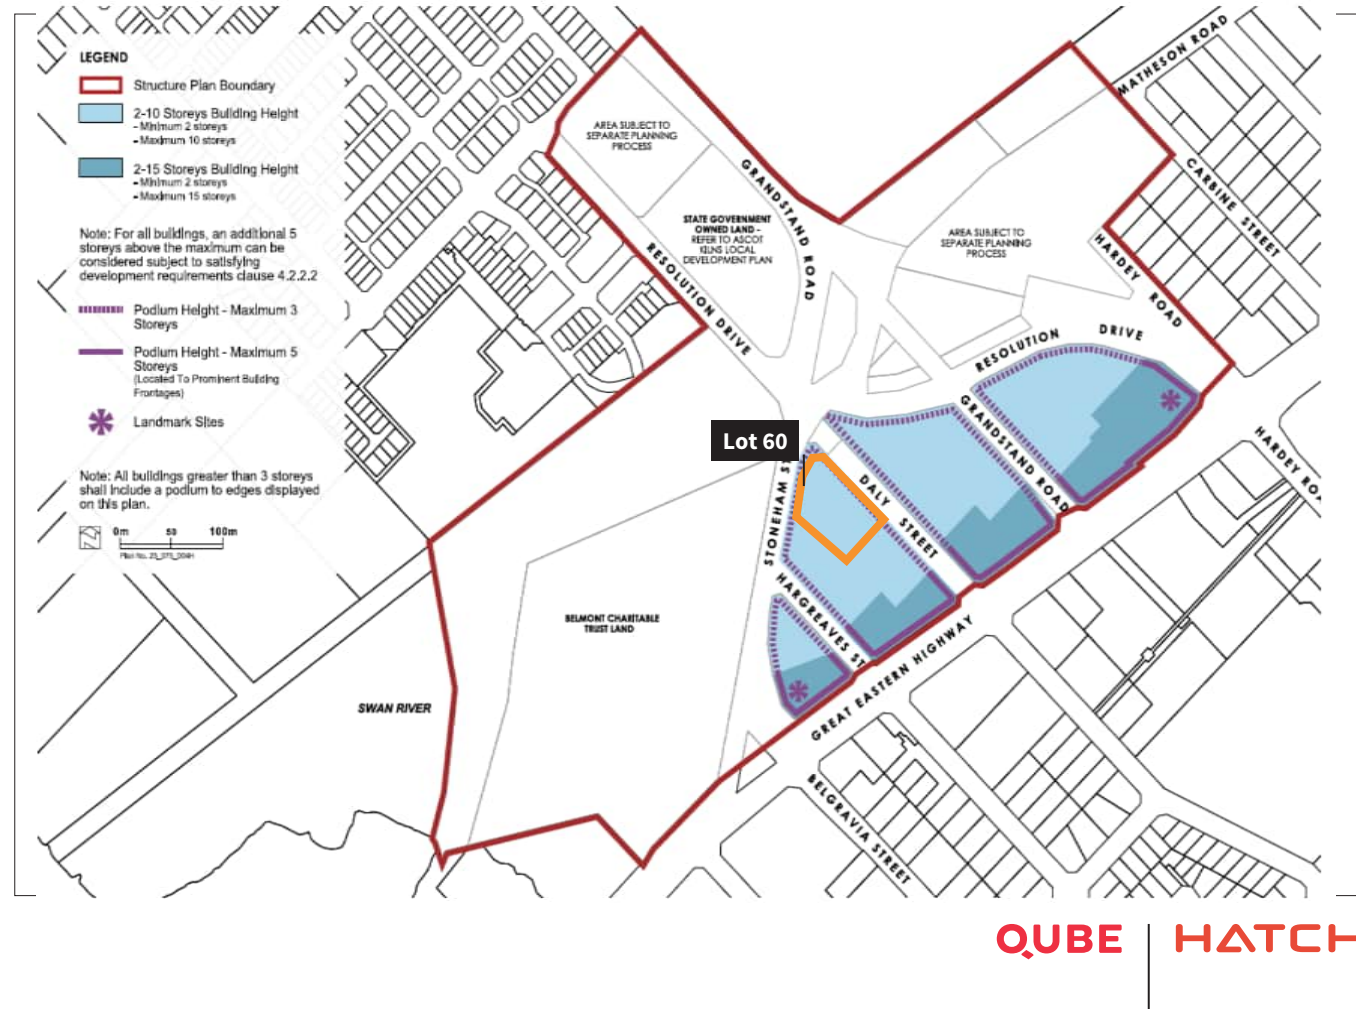 LEGEND
Structure Plan Boundary
2-10 Storeys Building Height
- Minimum 2 storeys
- Maximum 10 storeys
2-15 Storeys Building Height
- Minimum 2 storeys
- Maximum 15 storeys
Note: For all buildings, an additional 5
storeys above the maximum can be
considered subject to satisfying
development requirements clause 4.2.2.2
Podium Height - Maximum 3
Storeys
Podium Height - Maximum 5
Storeys
(Located To Prominent Building
Frontages)
Landmark Sites
Note: All buildings greater than 3 storeys
shall include a podium to edges displayed
on this plan.
0m 50 100m
Plan No.
AREA SUBJECT TO
SEPARATE PLANNING
PROCESS
STATE GOVERNMENT
OWNED LAND -
REFER TO ASCOT
KILNS LOCAL
DEVELOPMENT PLAN
AREA SUBJECT TO
SEPARATE PLANNING
PROCESS
GRANDSTAND ROAD
RESOLUTION DRIVE
MATHESON ROAD
CARBINE STREET
HARDEY ROAD
RESOLUTION DRIVE
GRANDSTAND ROAD
Lot 60
STONEHAM S
DALY STREET
HARGREAVES ST
HARDEY ROA
GREAT EASTERN HIGHWAY
BELGRAVIA STREET
BELMONT CHARITABLE
TRUST LAND
SWAN RIVER
QUBE
HATCH